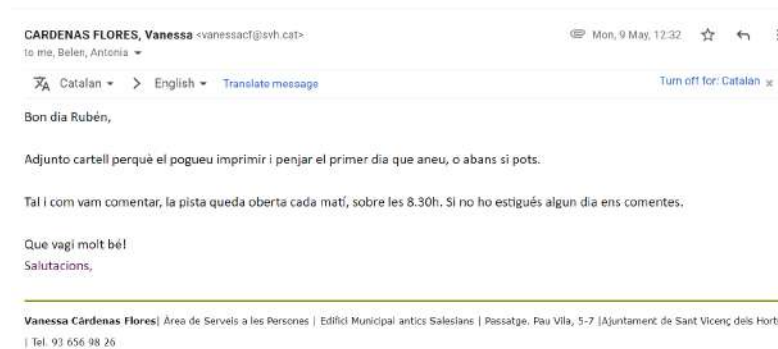 CARDENAS FLORES, Vanessa <vanessacf@svh.cat>
Mon, 9 May, 12:32
to me, Belen, Antonia
Catalan > English Translate message Turn off for: Catalan x
Bon dia Rubén,
Adjunto cartell perquè el pogueu imprimir i penjar el primer dia que aneu, o abans si pots.
Tal i com vam comentar, la pista queda oberta cada matí, sobre les 8.30h. Si no ho estigués algun dia ens comentes.
Que vagi molt bé!
Salutacions,
Vanessa Cárdenas Flores| Àrea de Serveis a les Persones | Edifici Municipal antics Salesians | Passatge. Pau Vila, 5-7 |Ajuntament de Sant Vicenç dels Horts
| Tel. 93 656 98 26